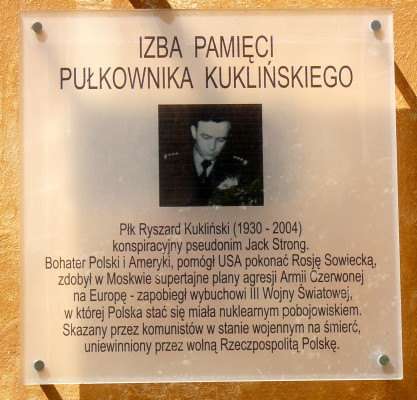 IZBA PAMIĘCI
PUŁKOWNIKA KUKLIŃSKIEGO
Płk Ryszard Kukliński (1930 - 2004)
konspiracyjny pseudonim Jack Strong.
Bohater Polski i Ameryki, pomógł USA pokonać Rosję Sowiecką,
zdobył w Moskwie supertajne plany agresji Armii Czerwonej
na Europę - zapobiegł wybuchowi III Wojny Światowej,
w której Polska stać się miała nuklearnym pobojowiskiem.
Skazany przez komunistów w stanie wojennym na śmierć,
uniewinniony przez wolną Rzeczpospolitą Polskę.